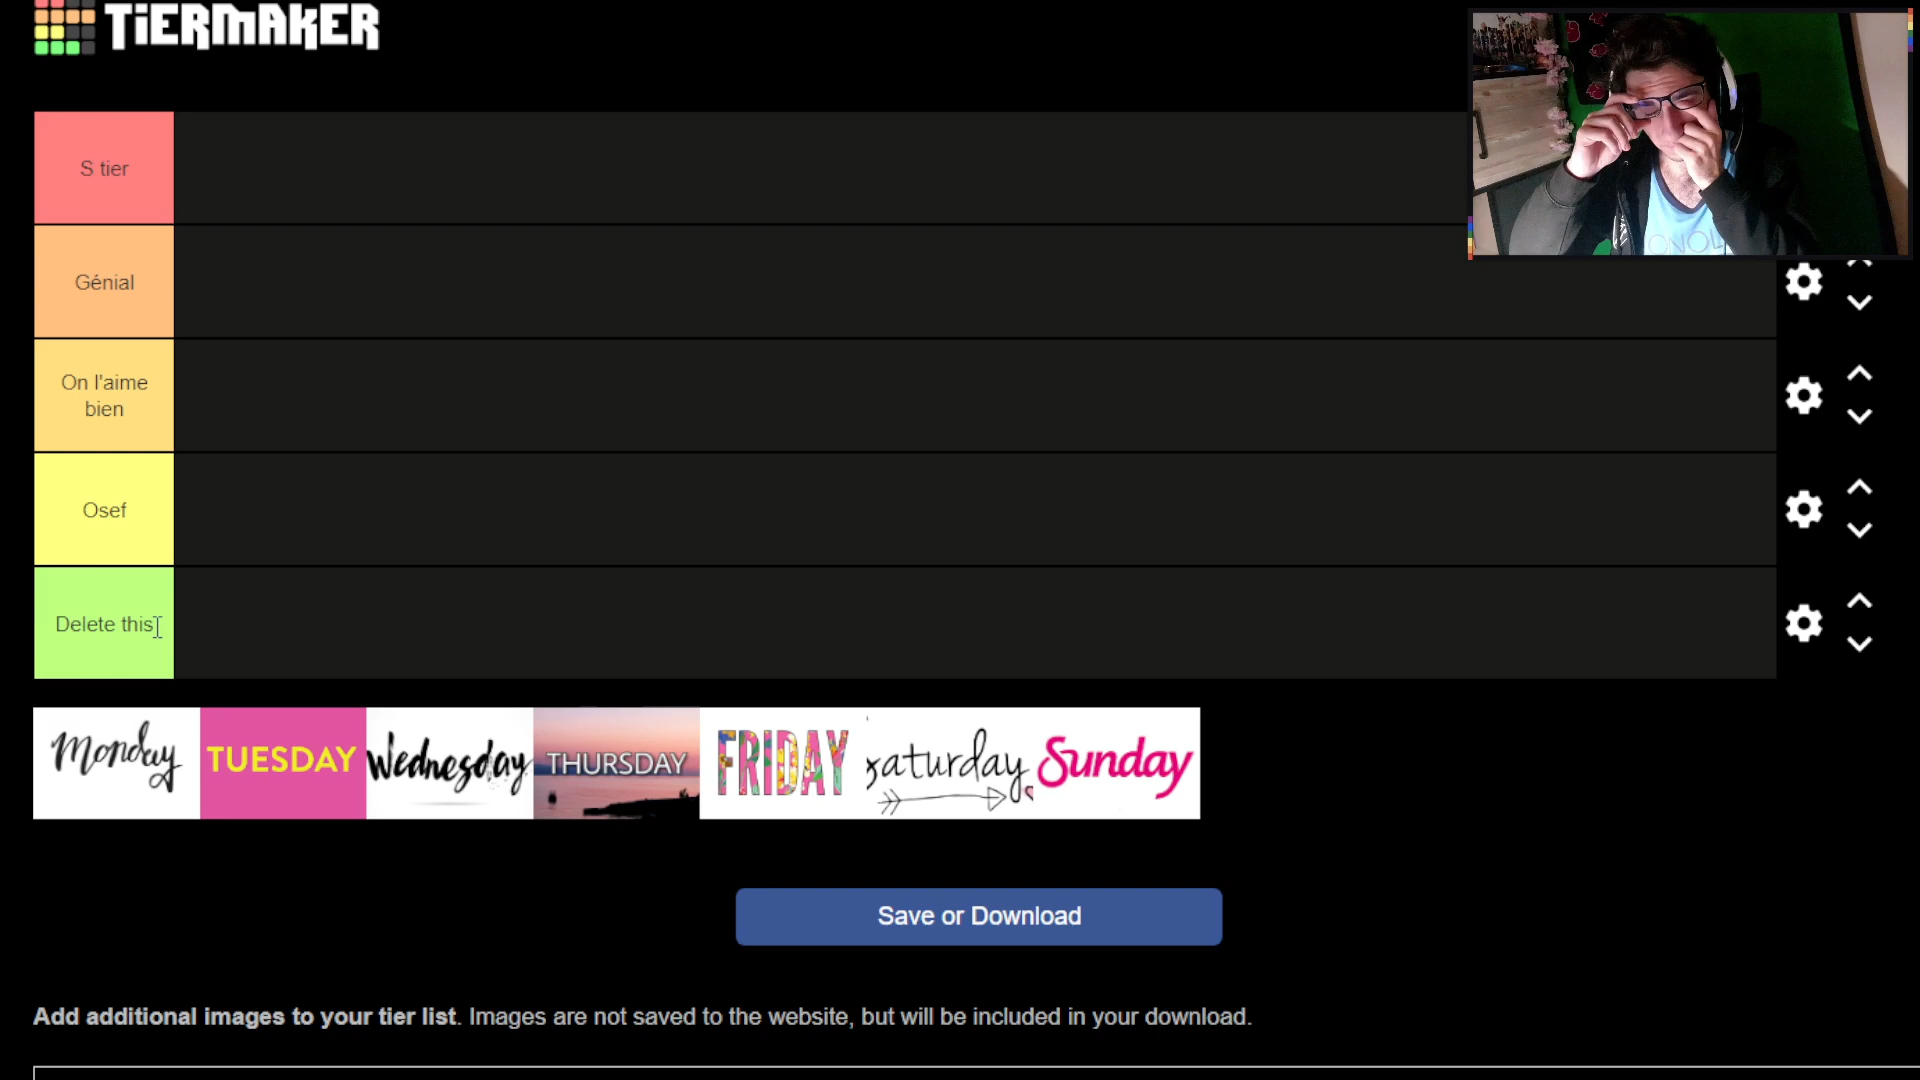 TiERMAKER
S tier
Génial
On l'aime
bien
Osef
Delete this
Monday
TUESDAY
Wednesday
THURSDAY
FRIDAY
saturday
Sunday
Save or Download
Add additional images to your tier list. Images are not saved to the website, but will be included in your download.